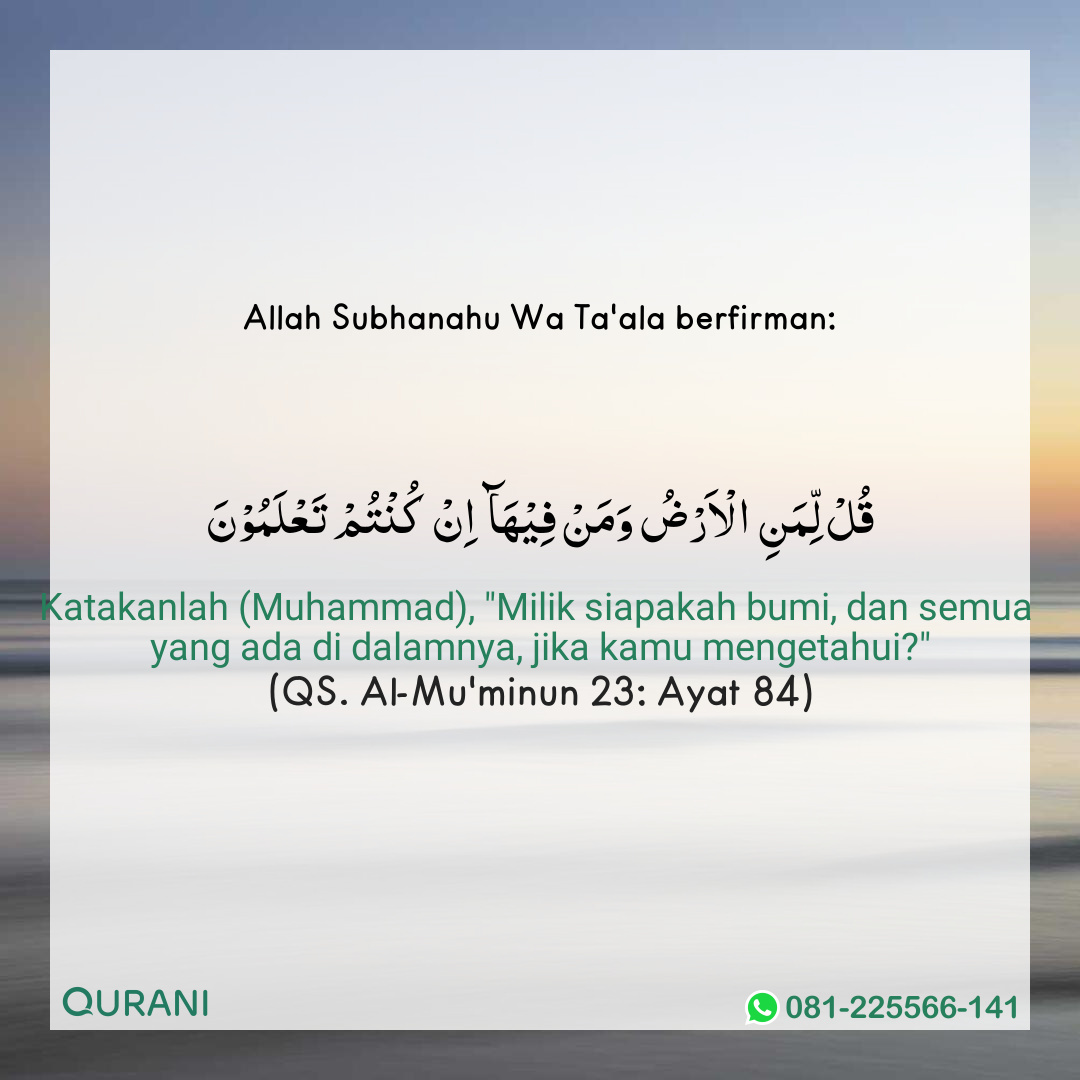 Allah Subhanahu Wa Ta'ala berfirman:
قُلْ لِّمَنِ الْاَرْضُ وَمَنْ فِيْهَاۤ اِنْ كُنْتُمْ تَعْلَمُوْنَ
Katakanlah (Muhammad), "Milik siapakah bumi, dan semua
yang ada di dalamnya, jika kamu mengetahui?"
(QS. Al-Mu'minun 23: Ayat 84)
QURANI
081-225566-141